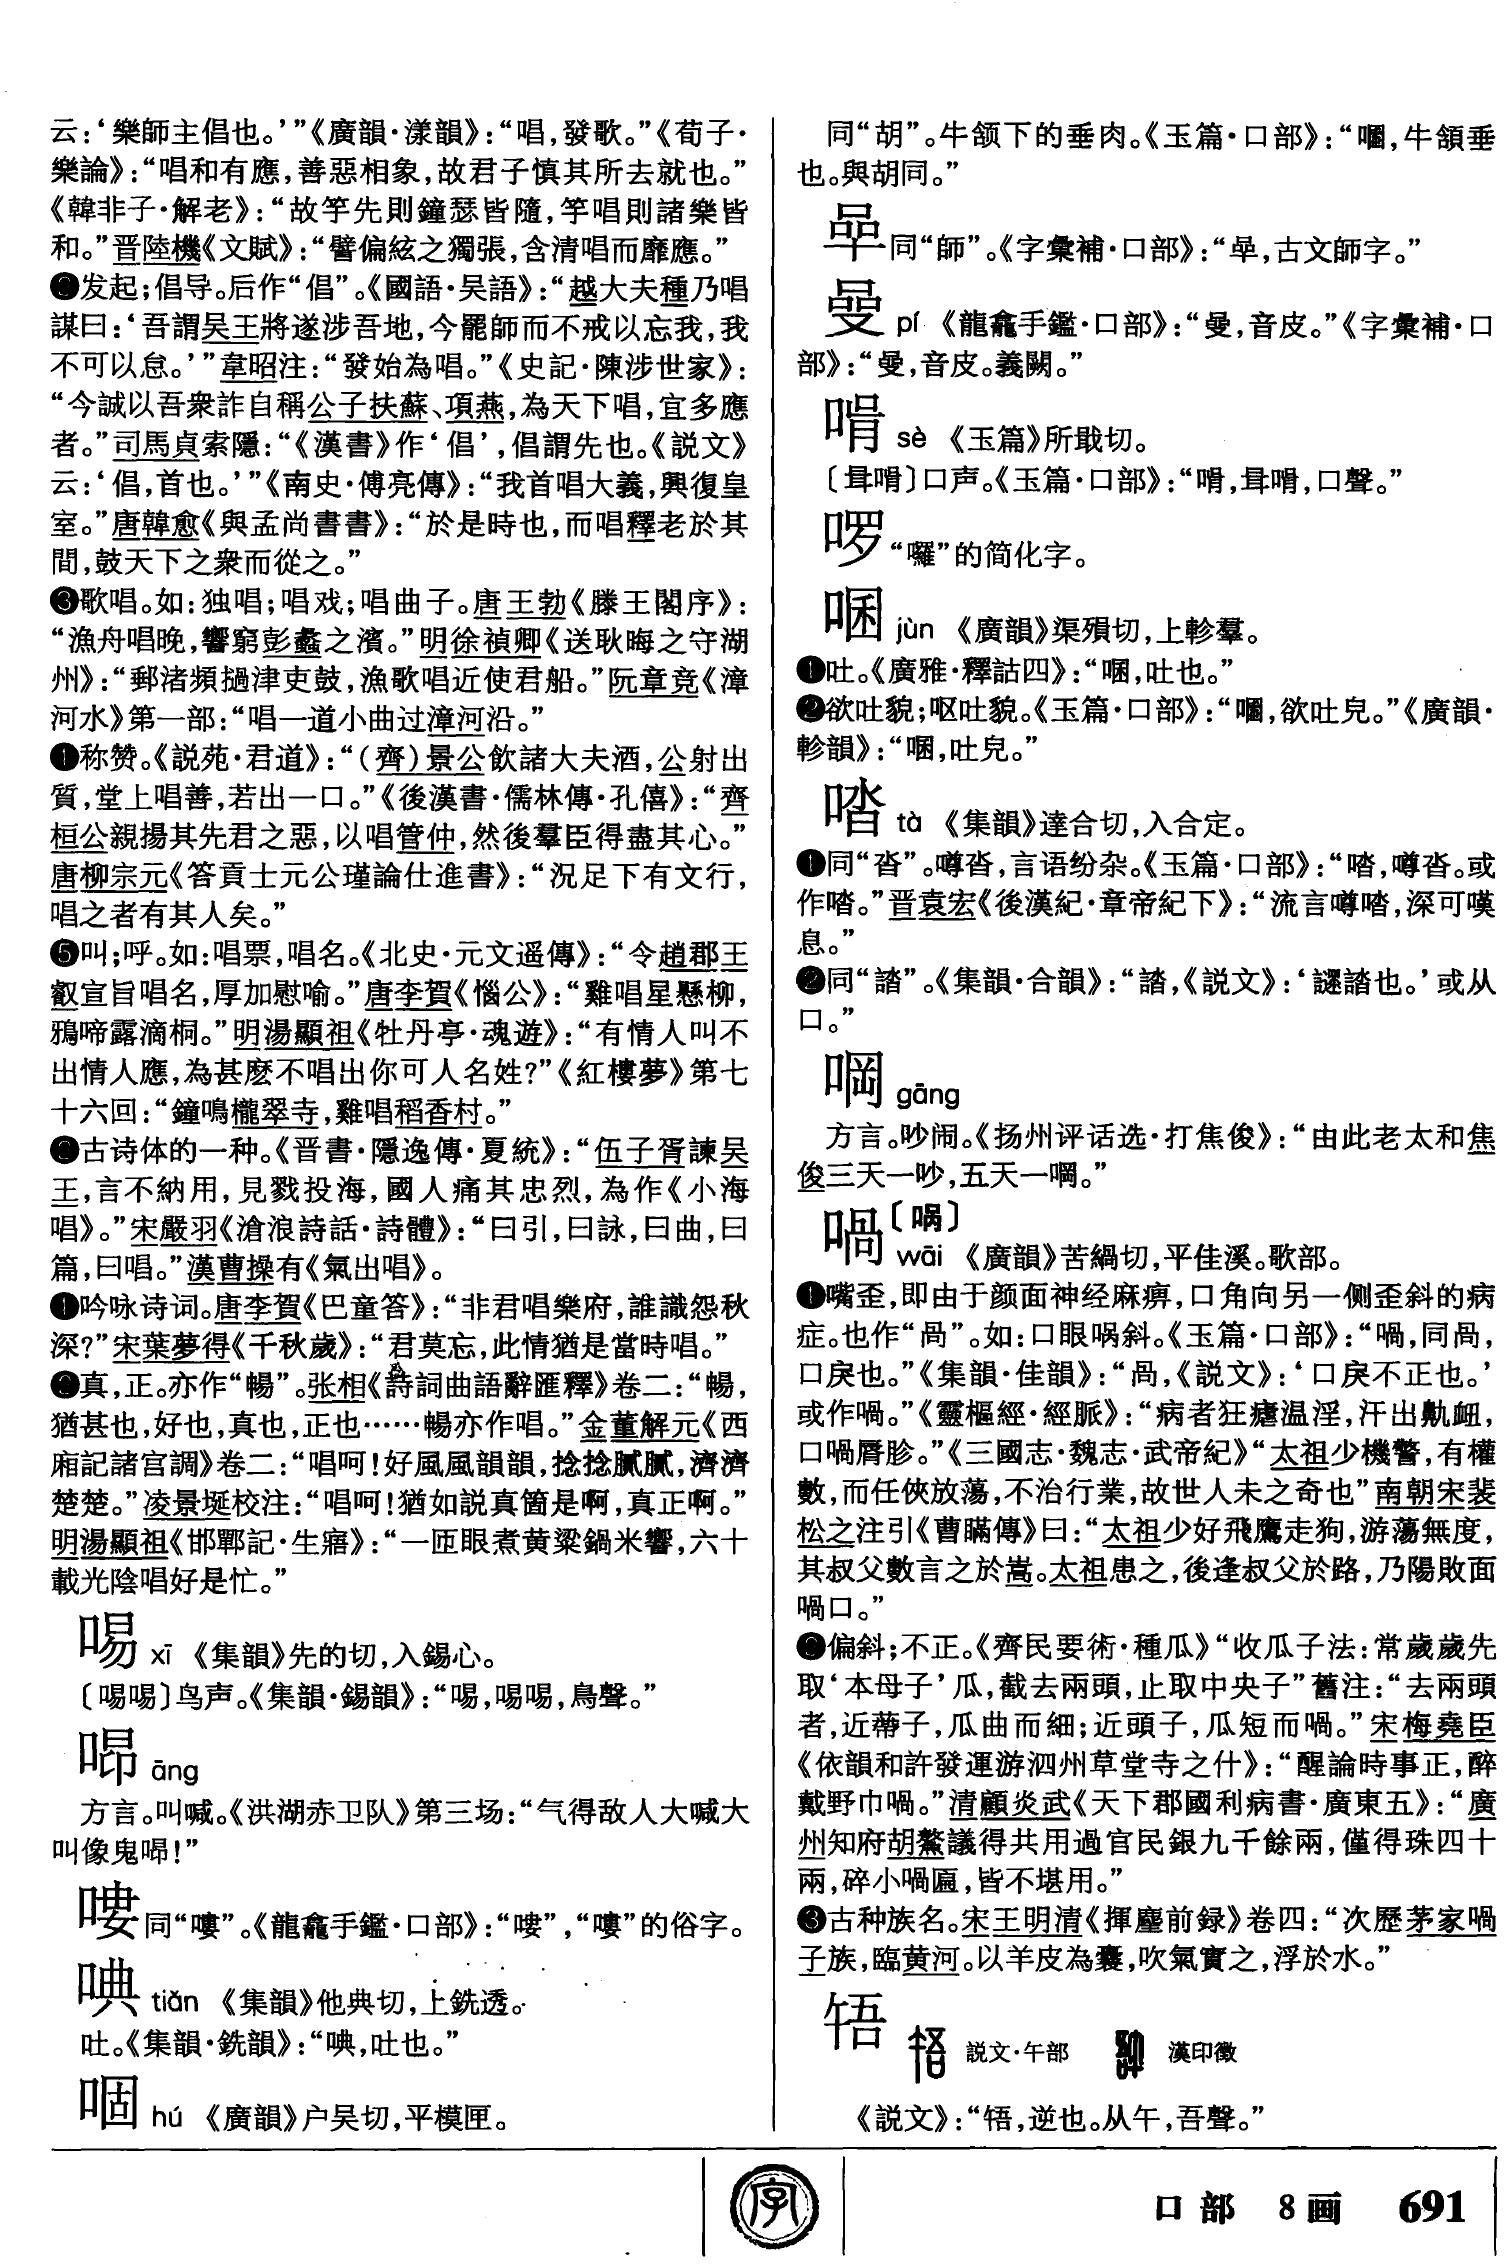 云：‘樂師主倡也。’”《廣韻·漾韻》：“唱，發歌。”《荀子·
樂論》：“唱和有應，善惡相象，故君子慎其所去就也。”
《韓非子·解老》：“故竽先則鐘瑟皆隨，竽唱則諸樂皆
和。”晋陸機《文賦》：“譬偏絃之獨張，含清唱而靡應。”
❷发起；倡导。后作“倡”。《國語·吴語》：“越大夫種乃唱
謀曰：‘吾謂吴王將遂涉吾地，今罷師而不戒以忘我，我
不可以怠。’”韋昭注：“發始為唱。”《史記·陳涉世家》：
“今誠以吾衆詐自稱公子扶蘇、項燕，為天下唱，宜多應
者。”司馬貞索隱：“《漢書》作‘倡’，倡謂先也。《説文》
云：‘倡，首也。’”《南史·傅亮傳》：“我首唱大義，興復皇
室。”唐韓愈《與孟尚書書》：“於是時也，而唱釋老於其
間，鼓天下之衆而從之。”
❸歌唱。如：独唱；唱戏；唱曲子。唐王勃《滕王閣序》：
“漁舟唱晚，響窮彭蠡之濱。”明徐禎卿《送耿晦之守湖
州》：“郵渚頻撾津吏鼓，漁歌唱近使君船。”阮章竞《漳
河水》第一部：“唱一道小曲过漳河沿。”
❹称赞。《説苑·君道》：“（齊）景公飲諸大夫酒，公射出
質，堂上唱善，若出一口。”《後漢書·儒林傳·孔僖》：“齊
桓公親揚其先君之惡，以唱管仲，然後羣臣得盡其心。”
唐柳宗元《答貢士元公瑾論仕進書》：“況足下有文行，
唱之者有其人矣。”
❺叫；呼。如：唱票，唱名。《北史·元文遥傳》：“令趙郡王
叡宣旨唱名，厚加慰喻。”唐李賀《惱公》：“雞唱星懸柳，
鴉啼露滴桐。”明湯顯祖《牡丹亭·魂遊》：“有情人叫不
出情人應，為甚麽不唱出你可人名姓？”《紅樓夢》第七
十六回：“鐘鳴櫳翠寺，雞唱稻香村。”
❻古诗体的一种。《晋書·隱逸傳·夏統》：“伍子胥諫吴
王，言不納用，見戮投海，國人痛其忠烈，為作《小海
唱》。”宋嚴羽《滄浪詩話·詩體》：“曰引，曰詠，曰曲，曰
篇，曰唱。”漢曹操有《氣出唱》。
❼吟咏诗词。唐李賀《巴童答》：“非君唱樂府，誰識怨秋
深？”宋葉夢得《千秋歲》：“君莫忘，此情猶是當時唱。”
❽真，正。亦作“暢”。张相《詩詞曲語辭匯釋》卷二：“暢，
猶甚也，好也，真也，正也……暢亦作唱。”金董解元《西
廂記諸宫調》卷二：“唱呵！好風風韻韻，捻捻膩膩，濟濟
楚楚。”凌景埏校注：“唱呵！猶如説真箇是啊，真正啊。”
明湯顯祖《邯鄲記·生寤》：“一匝眼煮黄粱鍋米響，六十
載光陰唱好是忙。”
啺 xī 《集韻》先的切，入錫心。
〔啺啺〕鸟声。《集韻·錫韻》：“啺，啺啺，鳥聲。”
㖮 āng
方言。叫喊。《洪湖赤卫队》第三场：“气得敌人大喊大
叫像鬼㖮！”
㖩 同“嘍”。《龍龕手鑑·口部》：“㖩”，“嘍”的俗字。
㖭 tiǎn 《集韻》他典切，上銑透。
吐。《集韻·銑韻》：“㖭，吐也。”
㗅 hú 《廣韻》户吴切，平模匣。
同“胡”。牛颔下的垂肉。《玉篇·口部》：“㗅，牛頷垂
也。與胡同。”
㿝 同“師”。《字彙補·口部》：“㿝，古文師字。”
pí 《龍龕手鑑·口部》：“音皮。”《字彙補·口
部》：“音皮。義闕。”
啃 sè 《玉篇》所戢切。
口声。《玉篇·口部》：“口聲。”
啰 “囉”的简化字。
㖥 jùn 《廣韻》渠殞切，上軫羣。
❶吐。《廣雅·釋詁四》：“㖥，吐也。”
❷欲吐貌；呕吐貌。《玉篇·口部》：“㖥，欲吐皃。”《廣韻·
軫韻》：“㖥，吐皃。”
㗳 tà 《集韻》達合切，入合定。
❶同“沓”。噂沓，言语纷杂。《玉篇·口部》：“啹，噂沓。或
作喒。”晋袁宏《後漢紀·章帝紀下》：“流言噂喒，深可嘆
息。”
❷同“誻”。《集韻·合韻》：“誻，《説文》：‘䜚誻也。’或从
口。”
㗂 gāng
方言。吵闹。《扬州评话选·打焦俊》：“由此老太和焦
俊三天一吵，五天一啁。”
喎〔㖞〕
wāi 《廣韻》苦緺切，平佳溪。歌部。
❶嘴歪，即由于颜面神经麻痹，口角向另一侧歪斜的病
症。也作“咼”。如：口眼㖞斜。《玉篇·口部》：“喎，同咼，
口戾也。”《集韻·佳韻》：“咼，《説文》：‘口戾不正也。’
或作喎。”《靈樞經·經脈》：“病者狂瘧温淫，汗出鼽衄，
口喎脣胗。”《三國志·魏志·武帝紀》“太祖少機警，有權
數，而任俠放蕩，不治行業，故世人未之奇也”南朝宋裴
松之注引《曹瞞傳》曰：“太祖少好飛鷹走狗，游蕩無度，
其叔父數言之於嵩。太祖患之，後逢叔父於路，乃陽敗面
喎口。”
❷偏斜；不正。《齊民要術·種瓜》“收瓜子法：常歲歲先
取‘本母子’瓜，截去兩頭，止取中央子”舊注：“去兩頭
者，近蔕子，瓜曲而細；近頭子，瓜短而喎。”宋梅堯臣
《依韻和許發運游泗州草堂寺之什》：“醒論時事正，醉
戴野巾喎。”清顧炎武《天下郡國利病書·廣東五》：“廣
州知府胡鰲議得共用過官民銀九千餘兩，僅得珠四十
兩，碎小喎匾，皆不堪用。”
❸古种族名。宋王明清《揮麈前録》卷四：“次歷茅家喎
子族，臨黄河。以羊皮為囊，吹氣實之，浮於水。”
啎 説文·午部 漢印徵
《説文》：“啎，逆也。从午，吾聲。”
字
口部 8画 691